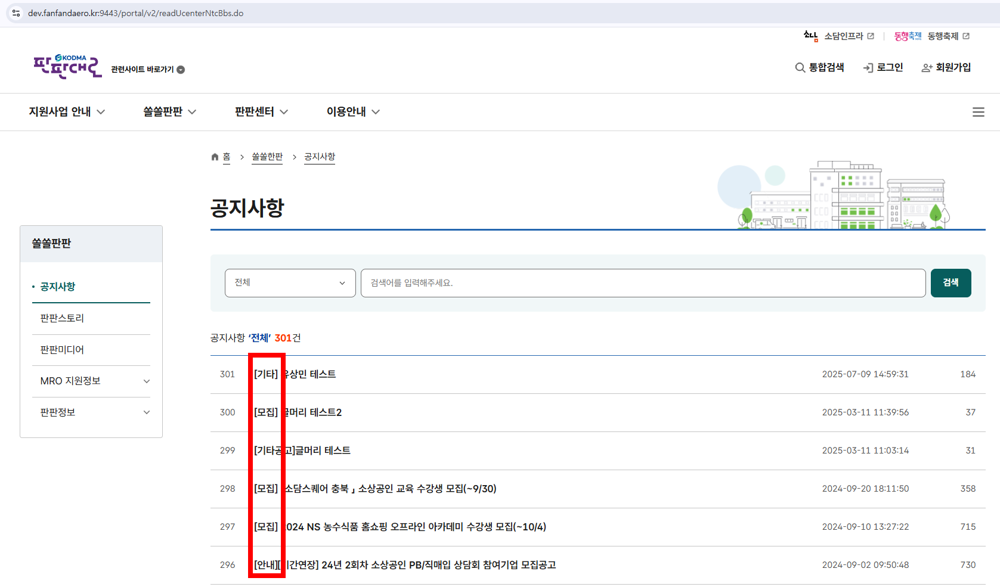 dev.fanfandaero.kr:9443/portal/v2/readUcenterNtcBbs.do
소담 소담인프라 동행축제 동행축제
KODMA
판판대로 관련사이트 바로가기
통합검색 로그인 회원가입
지원사업 안내 쏠쏠판판 판판센터 이용안내
홈 > 쏠쏠한판 > 공지사항
공지사항
쏠쏠판판
• 공지사항
판판스토리
판판미디어
MRO 지원정보
판판정보
전체 검색어를 입력해주세요. 검색
공지사항 ‘전체’ 301건
301 [기타] 유상민 테스트 2025-07-09 14:59:31 184
300 [모집] 글머리 테스트2 2025-03-11 11:39:56 37
299 [기타공고]글머리 테스트 2025-03-11 11:03:14 31
298 [모집] 소담스퀘어 충북」소상공인 교육 수강생 모집(~9/30) 2024-09-20 18:11:50 358
297 [모집] 2024 NS 농수식품 홈쇼핑 오프라인 아카데미 수강생 모집(~10/4) 2024-09-10 13:27:22 715
296 [안내][기간연장] 24년 2회차 소상공인 PB/직매입 상담회 참여기업 모집공고 2024-09-02 09:50:48 730